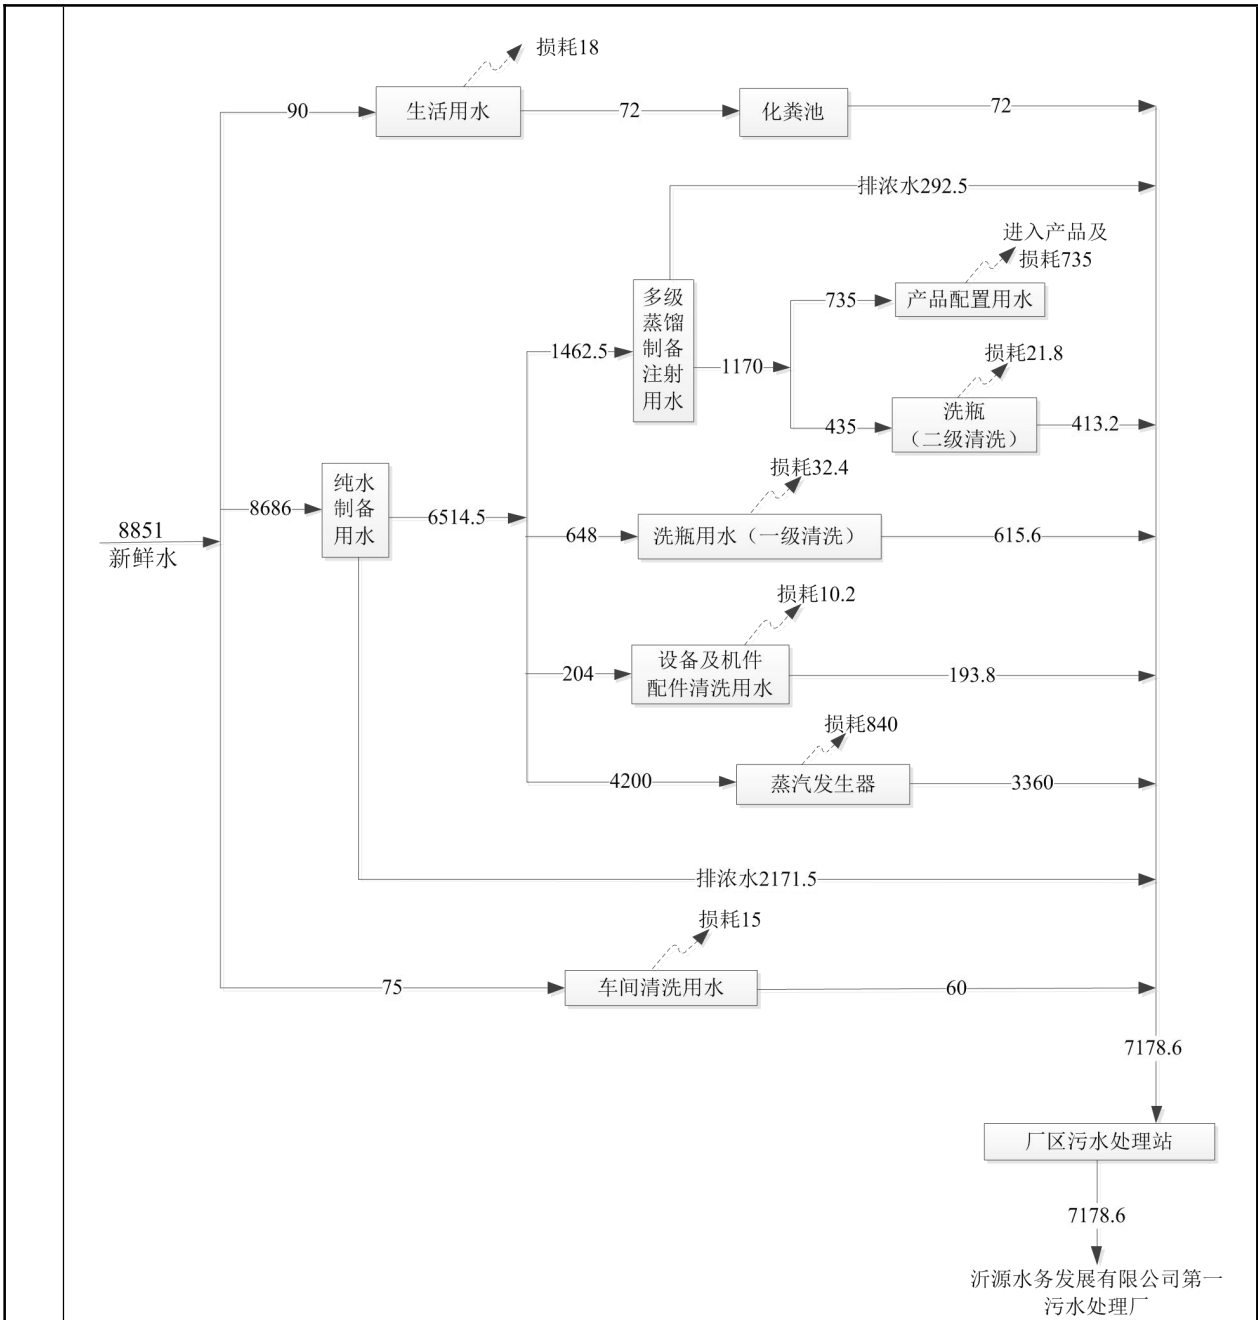 损耗18
90
生活用水
72
化粪池
72
排浓水292.5
进入产品及
损耗735
多级
蒸馏
制备
注射
用水
735
产品配置用水
1462.5
1170
损耗21.8
435
洗瓶
（二级清洗）
413.2
损耗32.4
纯水
制备
用水
8686
6514.5
8851
新鲜水
648
洗瓶用水（一级清洗）
615.6
损耗10.2
204
设备及机件
配件清洗用水
193.8
损耗840
4200
蒸汽发生器
3360
排浓水2171.5
损耗15
75
车间清洗用水
60
7178.6
厂区污水处理站
7178.6
沂源水务发展有限公司第一
污水处理厂